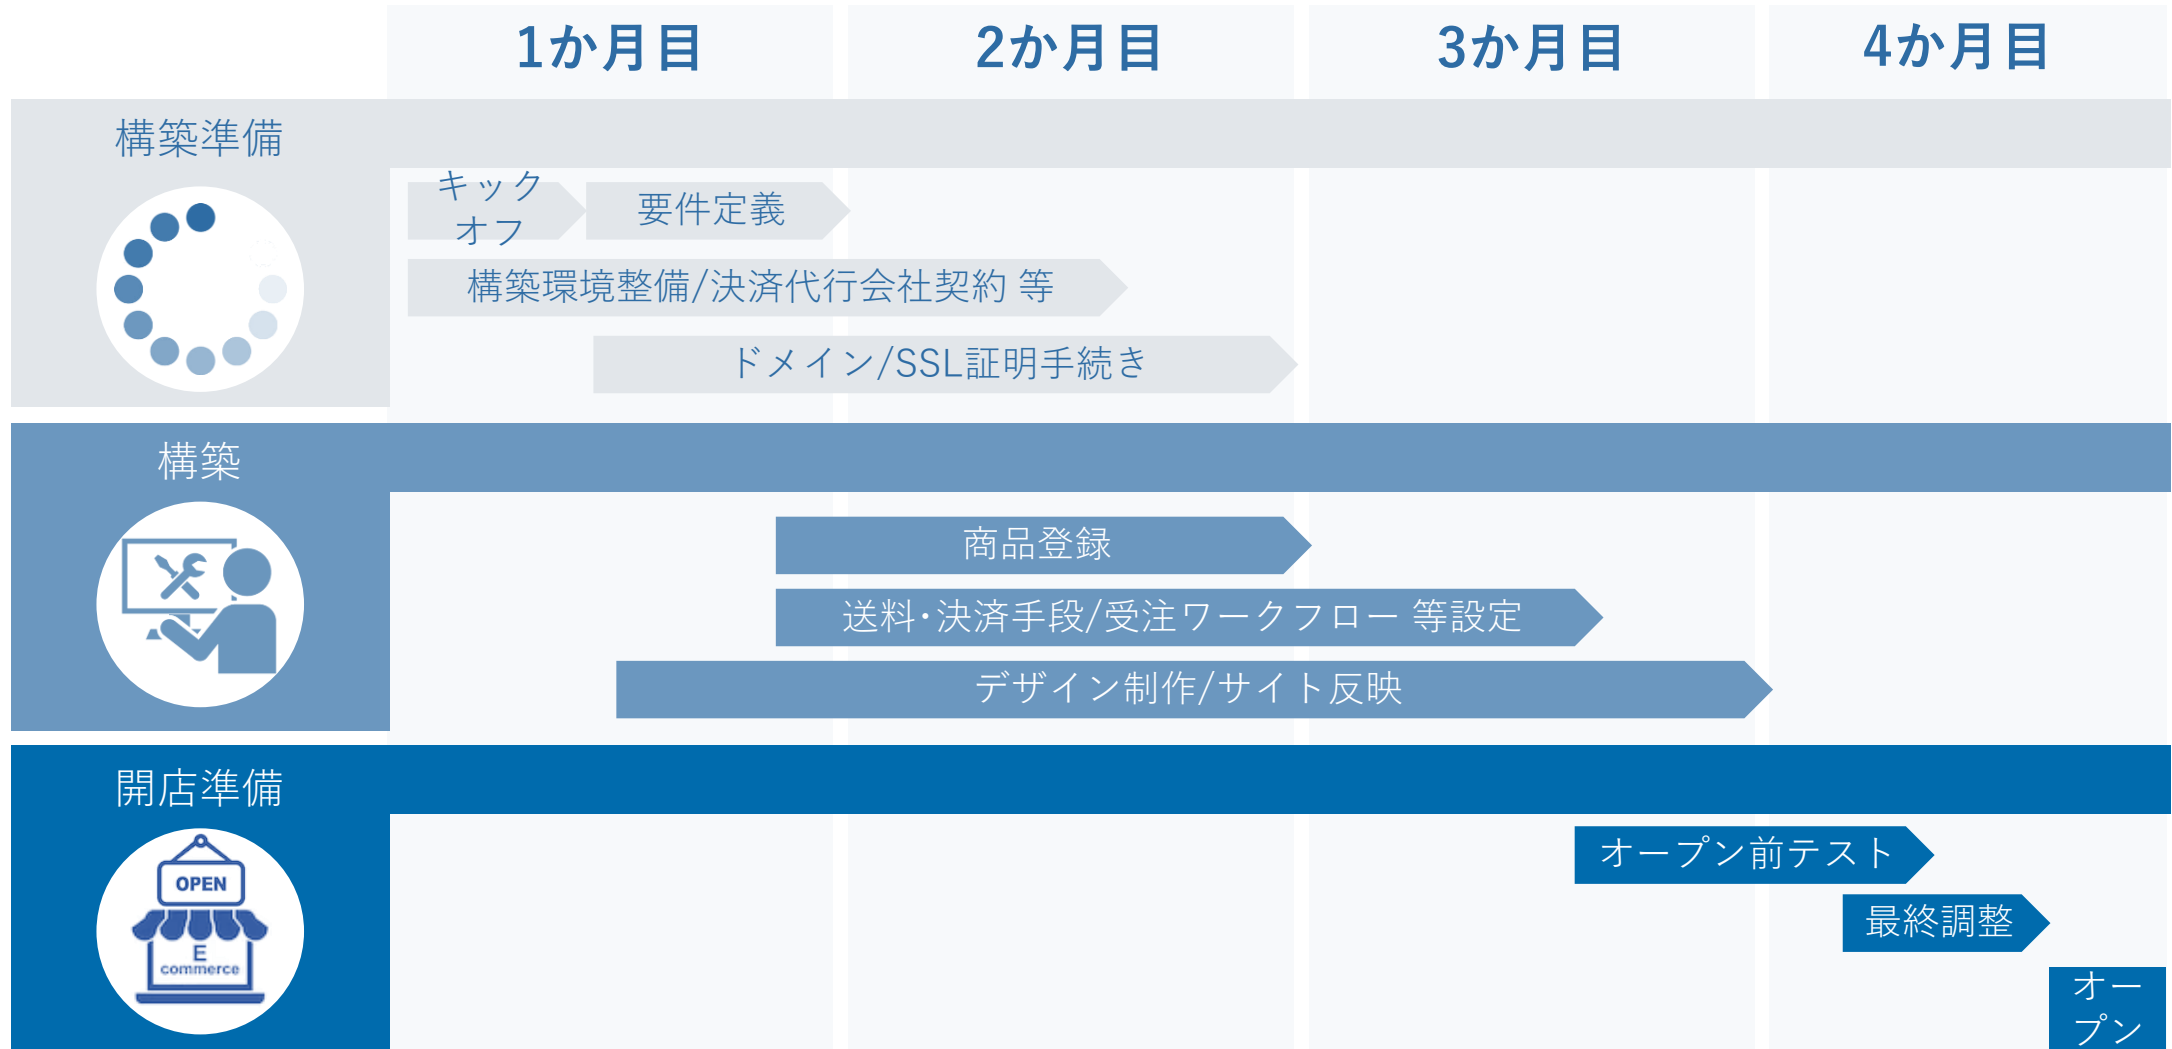 1か月目
2か月目
3か月目
4か月目
構築準備
キック
オフ
要件定義
構築環境整備/決済代行会社契約 等
ドメイン/SSL証明手続き
構築
商品登録
送料･決済手段/受注ワークフロー 等設定
デザイン制作/サイト反映
開店準備
OPEN
E
commerce
オープン前テスト
最終調整
オー
プン